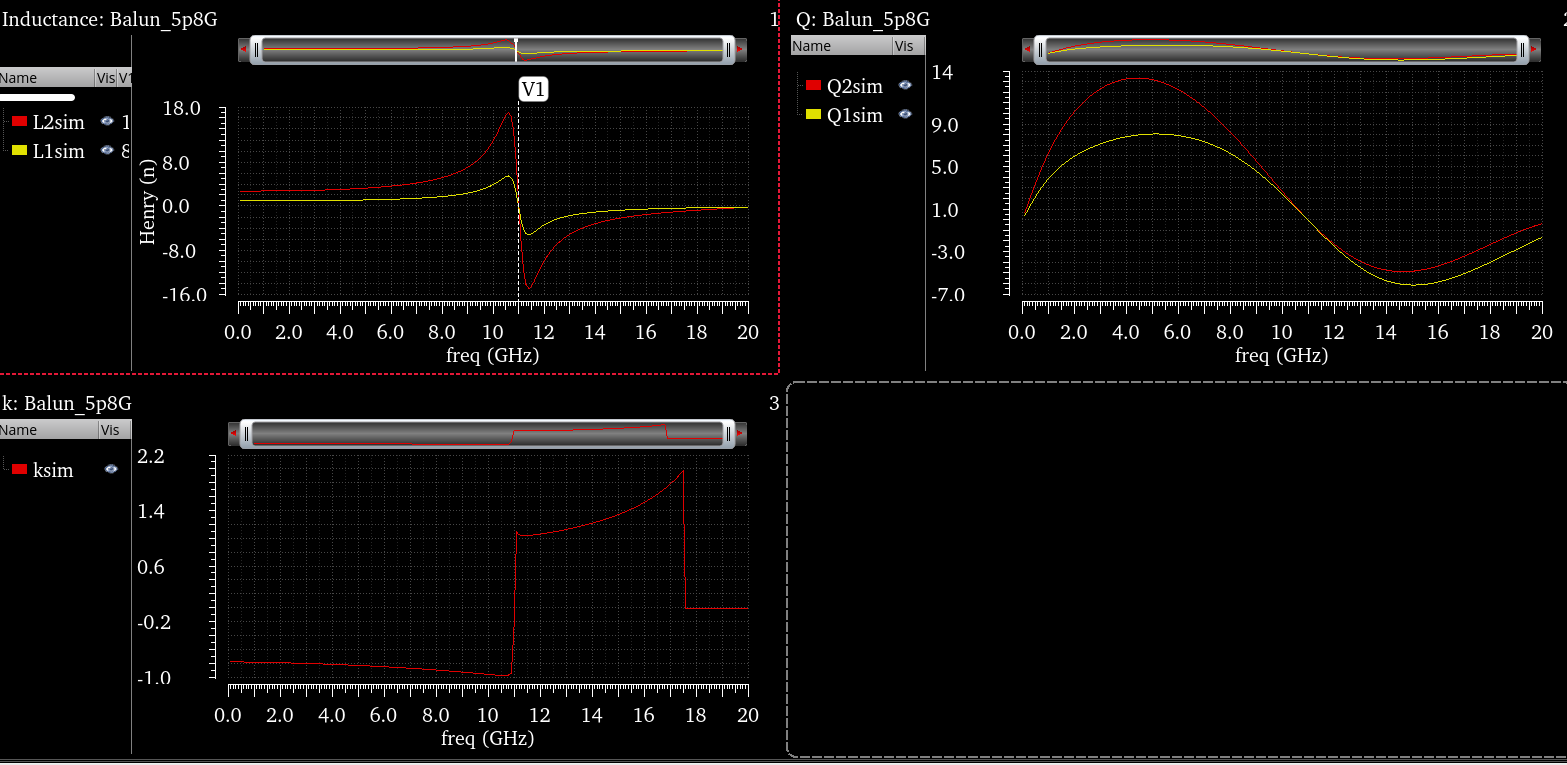 Inductance: Balun_5p8G 1
Name Vis V1
L2sim 1
L1sim 8
V1
Henry (n)
18.0
8.0
0.0
-8.0
-16.0
0.0 2.0 4.0 6.0 8.0 10 12 14 16 18 20
freq (GHz)
Q: Balun_5p8G 2
Name Vis
Q2sim
Q1sim
14
9.0
5.0
1.0
-3.0
-7.0
0.0 2.0 4.0 6.0 8.0 10 12 14 16 18 20
freq (GHz)
k: Balun_5p8G 3
Name Vis
ksim
2.2
1.4
0.6
-0.2
-1.0
0.0 2.0 4.0 6.0 8.0 10 12 14 16 18 20
freq (GHz)